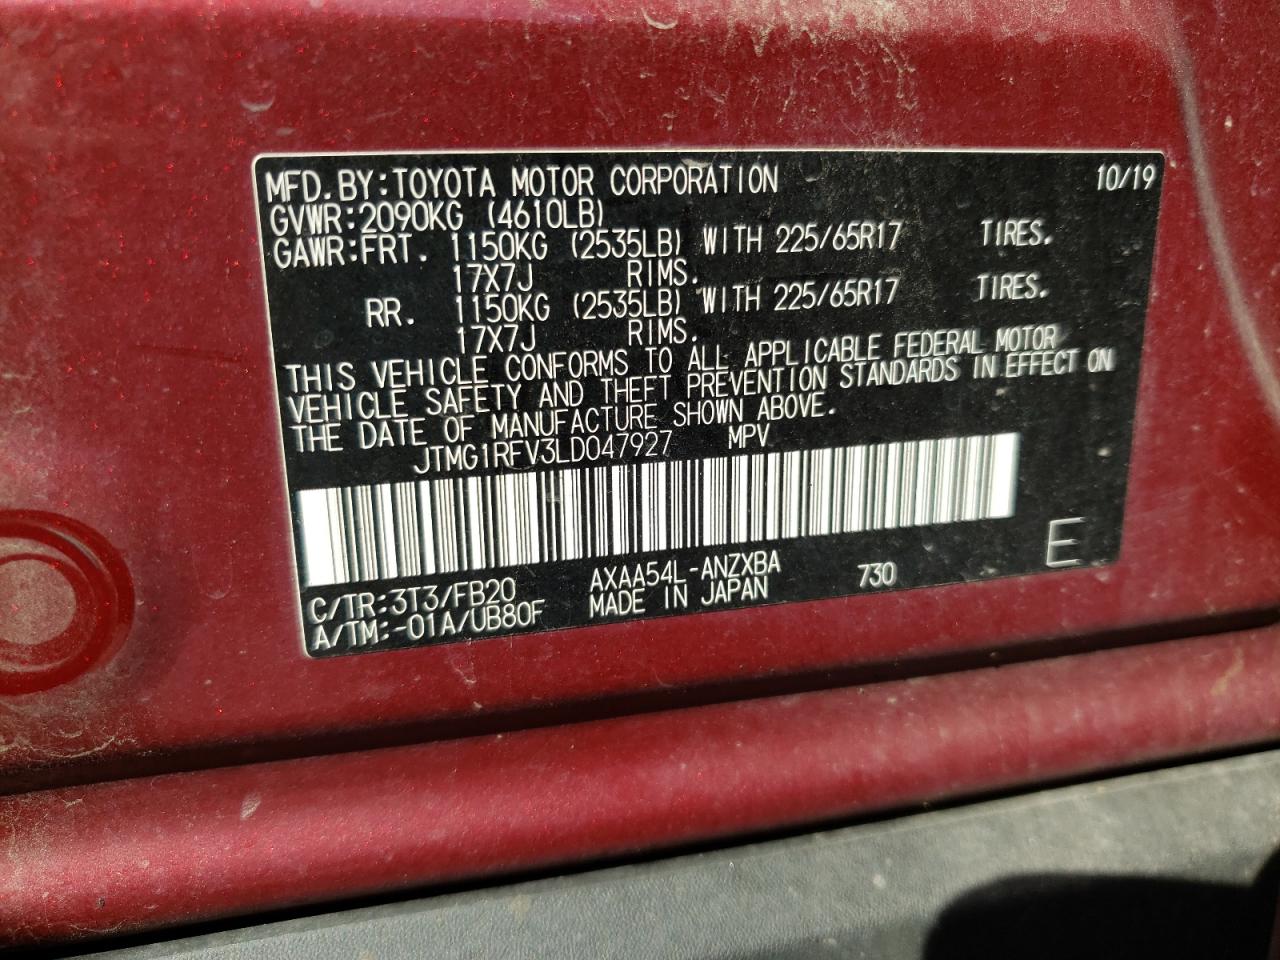 MFD.BY:TOYOTA MOTOR CORPORATION 10/19
GVWR:2090KG (4610LB)
GAWR:FRT. 1150KG (2535LB) WITH 225/65R17 TIRES.
17X7J RIMS.
RR. 1150KG (2535LB) WITH 225/65R17 TIRES.
17X7J RIMS.
THIS VEHICLE CONFORMS TO ALL APPLICABLE FEDERAL MOTOR
VEHICLE SAFETY AND THEFT PREVENTION STANDARDS IN EFFECT ON
THE DATE OF MANUFACTURE SHOWN ABOVE.
JTMG1RFV3LD047927 MPV
E
C/TR:3T3/FB20 AXAA54L-ANZXBA 730
A/TM:-01A/UB80F MADE IN JAPAN